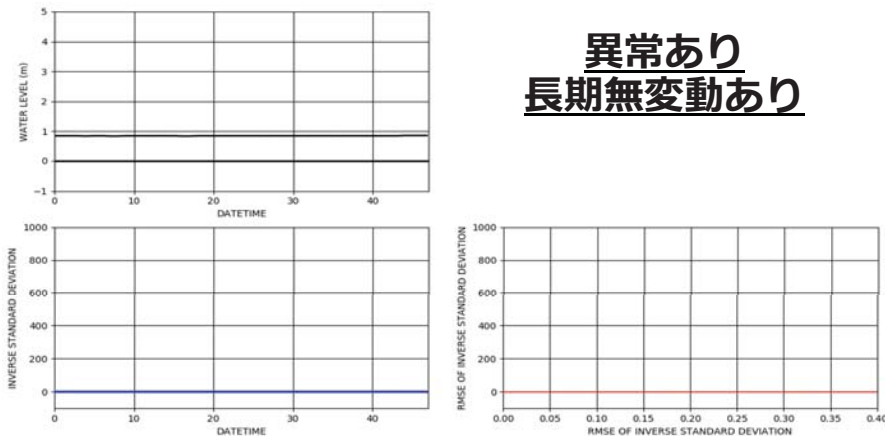 異常あり
長期無変動あり
WATER LEVEL (m)
5
4
3
2
1
0
−1
0 10 20 30 40
DATETIME
INVERSE STANDARD DEVIATION
1000
800
600
400
200
0
0 10 20 30 40
DATETIME
RMSE OF INVERSE STANDARD DEVIATION
1000
800
600
400
200
0
0.00 0.05 0.10 0.15 0.20 0.25 0.30 0.35 0.40
RMSE OF INVERSE STANDARD DEVIATION